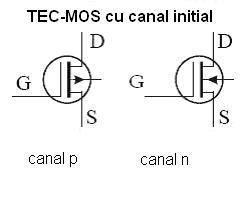 TEC-MOS cu canal initial
D D
G G
S S
canal p canal n